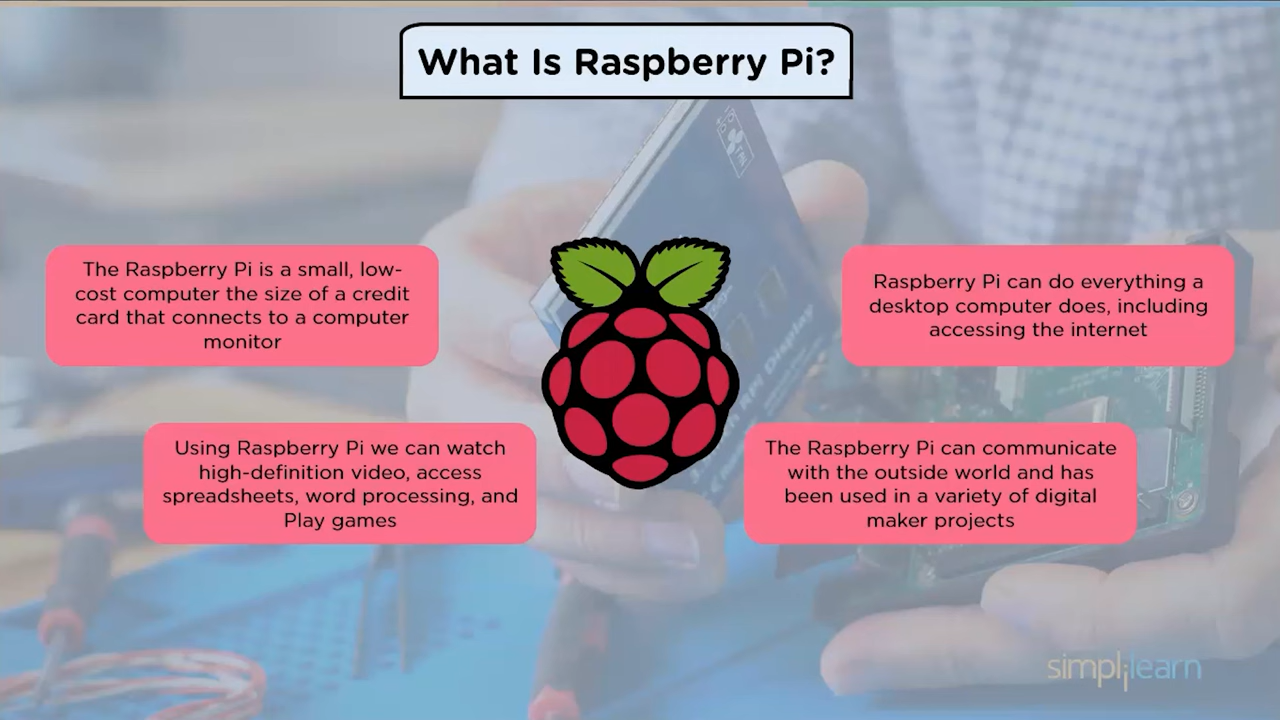 What Is Raspberry Pi?
The Raspberry Pi is a small, low-
cost computer the size of a credit
card that connects to a computer
monitor
Raspberry Pi can do everything a
desktop computer does, including
accessing the internet
Using Raspberry Pi we can watch
high-definition video, access
spreadsheets, word processing, and
Play games
The Raspberry Pi can communicate
with the outside world and has
been used in a variety of digital
maker projects
Display
simplilearn